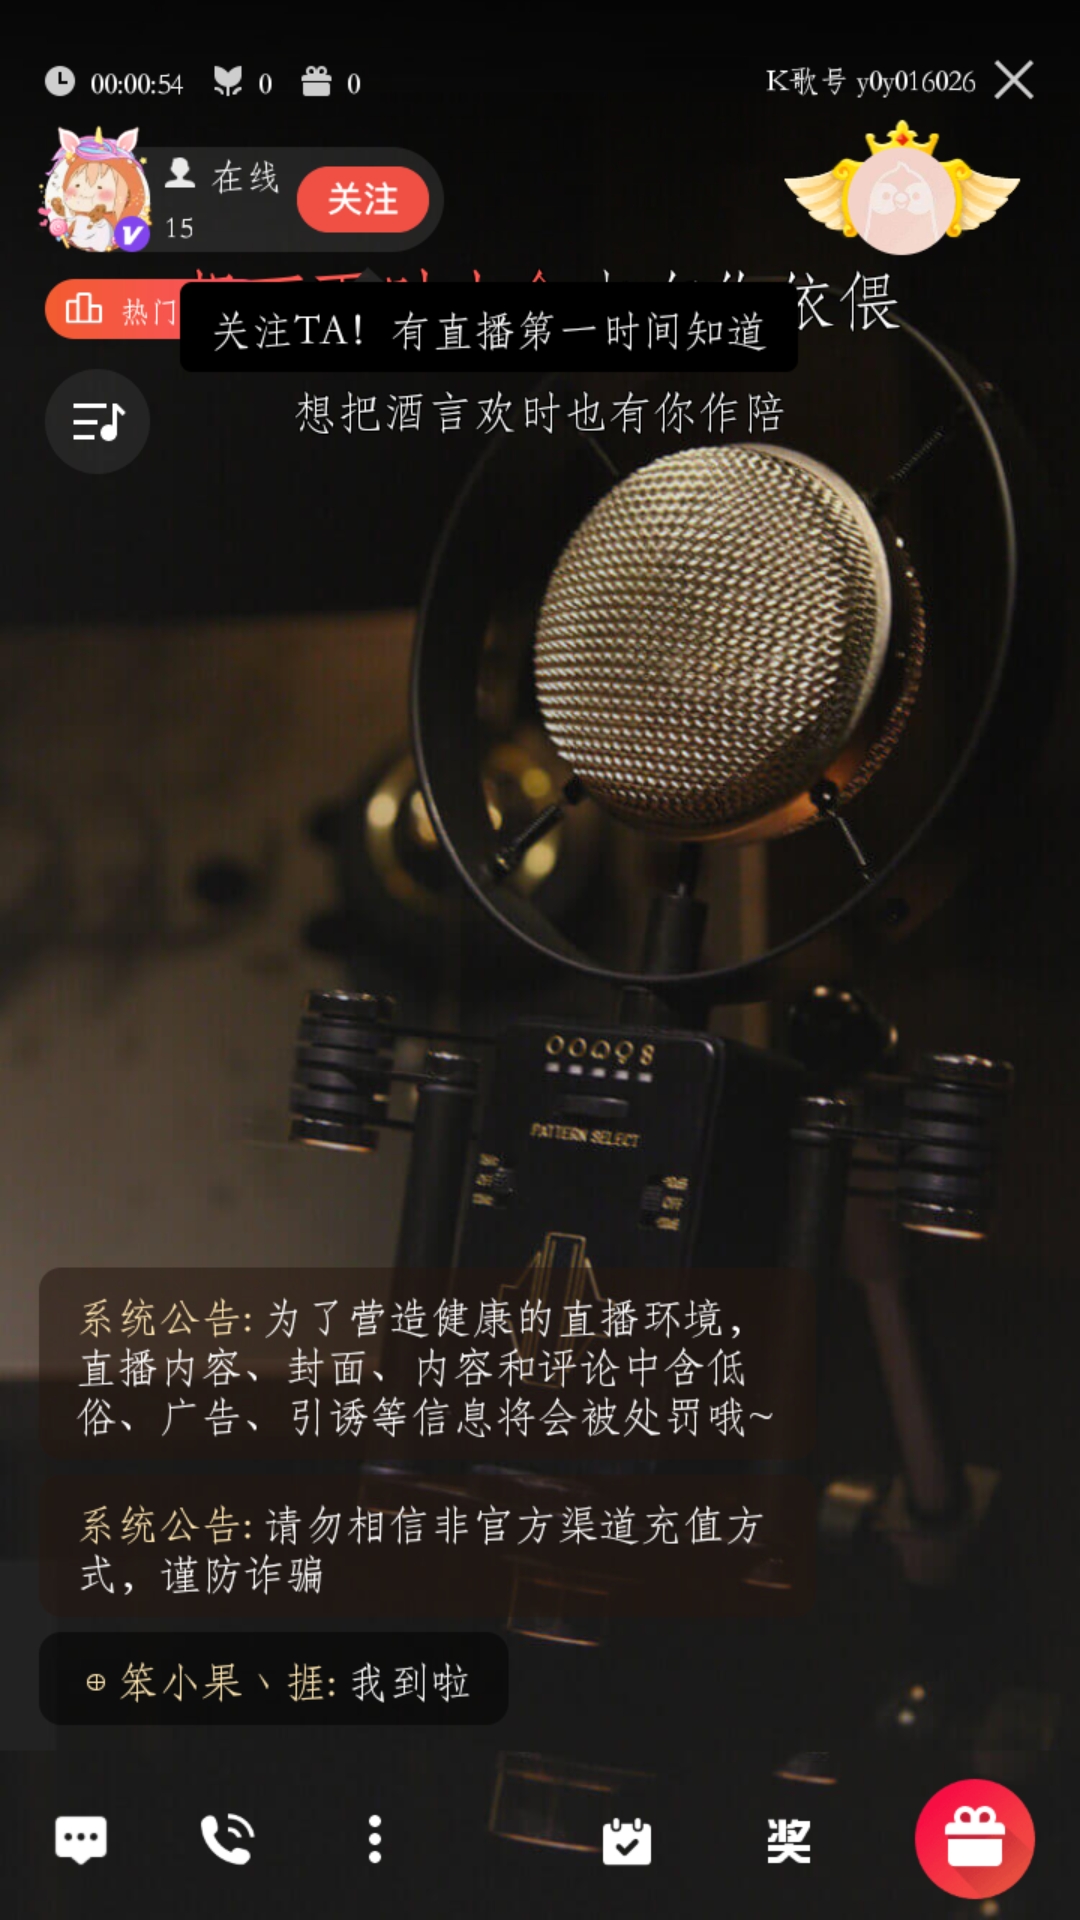 00:00:54 0 0 K歌号 y0y016026
在线
15
关注
依偎
热门
关注TA！有直播第一时间知道
想把酒言欢时也有你作陪
PATTERN SELECT
系统公告: 为了营造健康的直播环境，
直播内容、封面、内容和评论中含低
俗、广告、引诱等信息将会被处罚哦~
系统公告: 请勿相信非官方渠道充值方
式，谨防诈骗
笨小果丶捱: 我到啦
奖